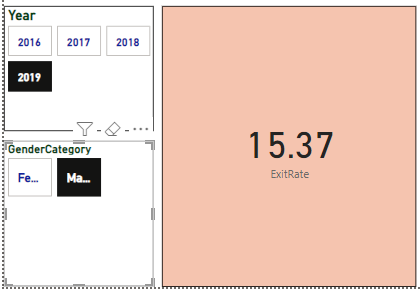 Year
2016 2017 2018
2019
GenderCategory
Fe... Ma...
15.37
ExitRate